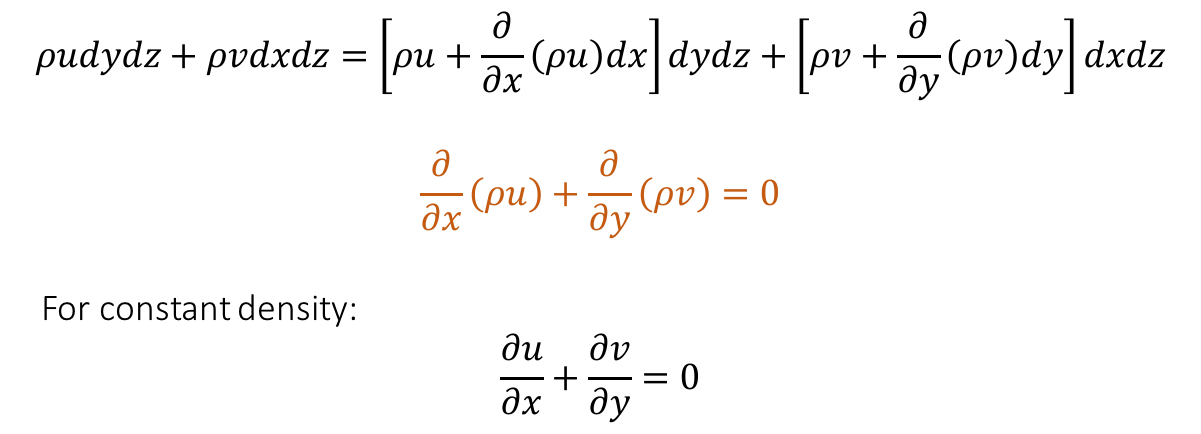 ρudydz + ρvdxdz = [ρu + ∂/∂x (ρu)dx] dydz + [ρv + ∂/∂y (ρv)dy] dxdz
∂/∂x (ρu) + ∂/∂y (ρv) = 0
For constant density:
∂u/∂x + ∂v/∂y = 0